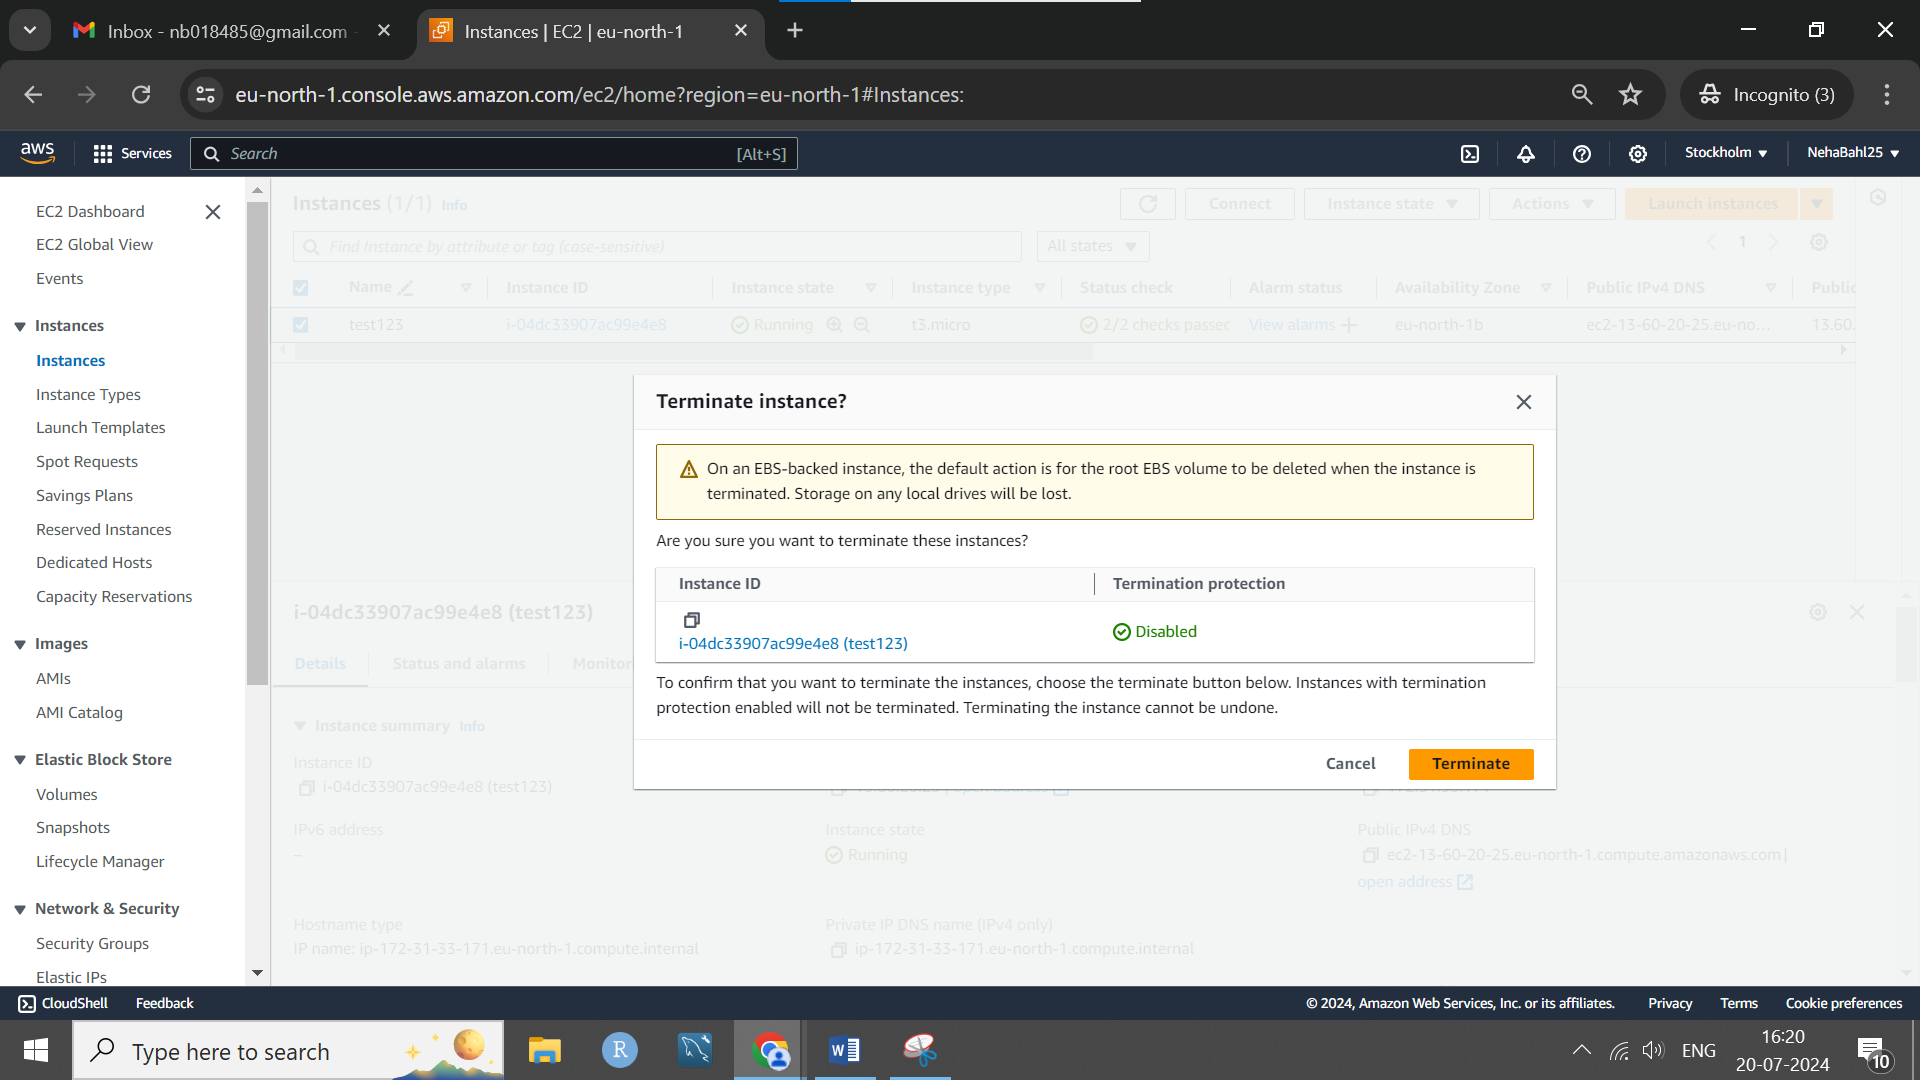 Inbox - nb018485@gmail.com -
Instances | EC2 | eu-north-1
eu-north-1.console.aws.amazon.com/ec2/home?region=eu-north-1#Instances:
Incognito (3)
aws
Services
Search
[Alt+S]
Stockholm
NehaBahl25
EC2 Dashboard
EC2 Global View
Events
Instances
Instances
Instance Types
Launch Templates
Spot Requests
Savings Plans
Reserved Instances
Dedicated Hosts
Capacity Reservations
Images
AMIs
AMI Catalog
Elastic Block Store
Volumes
Snapshots
Lifecycle Manager
Network & Security
Security Groups
Elastic IPs
Instances (1/1) Info
Connect
Instance state
Actions
Launch instances
Find Instance by attribute or tag (case-sensitive)
All states
1
Name
Instance ID
Instance state
Instance type
Status check
Alarm status
Availability Zone
Public IPv4 DNS
Public
test123
i-04dc33907ac99e4e8
Running
t3.micro
2/2 checks passec
View alarms
eu-north-1b
ec2-13-60-20-25.eu-no...
13.60.
Terminate instance?
On an EBS-backed instance, the default action is for the root EBS volume to be deleted when the instance is
terminated. Storage on any local drives will be lost.
Are you sure you want to terminate these instances?
Instance ID
Termination protection
i-04dc33907ac99e4e8 (test123)
Disabled
To confirm that you want to terminate the instances, choose the terminate button below. Instances with termination
protection enabled will not be terminated. Terminating the instance cannot be undone.
Cancel
Terminate
i-04dc33907ac99e4e8 (test123)
Details
Status and alarms
Monitor
Instance summary Info
Instance ID
i-04dc33907ac99e4e8 (test123)
IPv6 address
–
Instance state
Running
Public IPv4 DNS
ec2-13-60-20-25.eu-north-1.compute.amazonaws.com |
open address
Hostname type
IP name: ip-172-31-33-171.eu-north-1.compute.internal
Private IP DNS name (IPv4 only)
ip-172-31-33-171.eu-north-1.compute.internal
CloudShell
Feedback
© 2024, Amazon Web Services, Inc. or its affiliates.
Privacy
Terms
Cookie preferences
Type here to search
R
W
ENG
16:20
20-07-2024
10